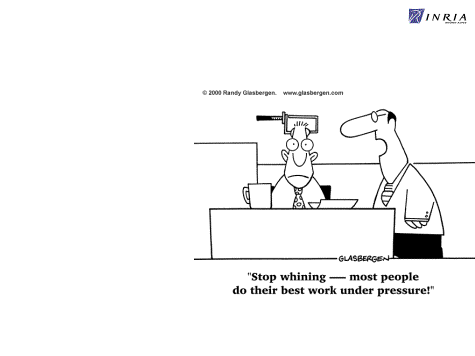 INRIA
© 2000 Randy Glasbergen. www.glasbergen.com
GLASBERGEN
"Stop whining — most people
do their best work under pressure!"